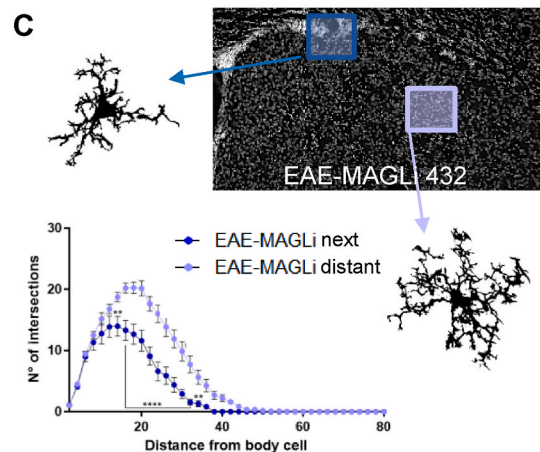 C
EAE-MAGLi 432
EAE-MAGLi next
EAE-MAGLi distant
N° of intersections
30
20
10
0
**
****
**
20
40
60
80
Distance from body cell